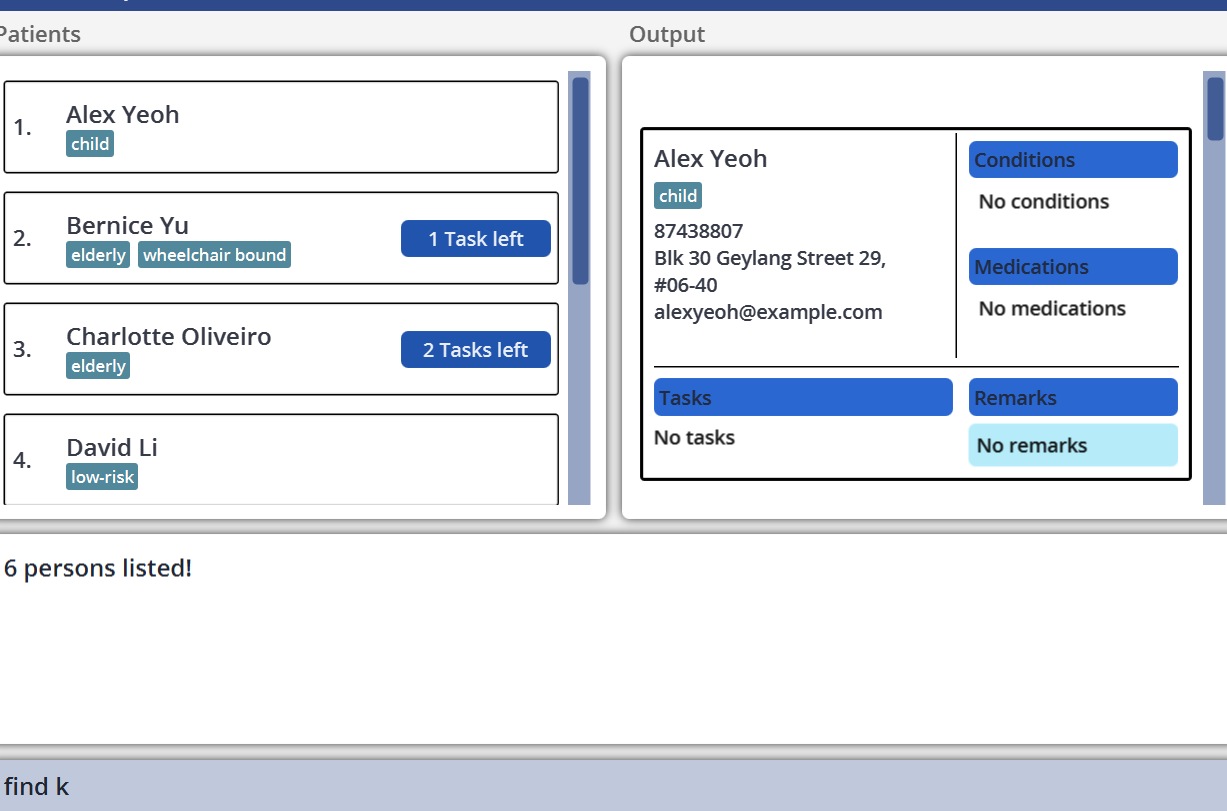 Patients
1.
Alex Yeoh
child
2.
Bernice Yu
elderly wheelchair bound
1 Task left
3.
Charlotte Oliveiro
elderly
2 Tasks left
4.
David Li
low-risk
Output
Alex Yeoh
child
87438807
Blk 30 Geylang Street 29,
#06-40
alexyeoh@example.com
Conditions
No conditions
Medications
No medications
Tasks
No tasks
Remarks
No remarks
6 persons listed!
find k